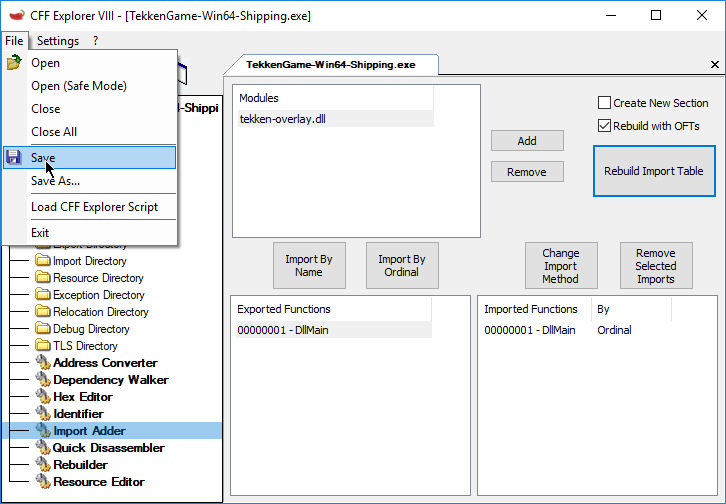 CFF Explorer VIII - [TekkenGame-Win64-Shipping.exe]
File Settings ?
Open
Open (Safe Mode)
Close
Close All
Save
Save As...
Load CFF Explorer Script
Exit
Import Directory
Resource Directory
Exception Directory
Relocation Directory
Debug Directory
TLS Directory
Address Converter
Dependency Walker
Hex Editor
Identifier
Import Adder
Quick Disassembler
Rebuilder
Resource Editor
TekkenGame-Win64-Shipping.exe
Modules
tekken-overlay.dll
Add
Remove
Create New Section
Rebuild with OFTs
Rebuild Import Table
Import By
Name
Import By
Ordinal
Change
Import
Method
Remove
Selected
Imports
Exported Functions
00000001 - DllMain
Imported Functions By
00000001 - DllMain Ordinal